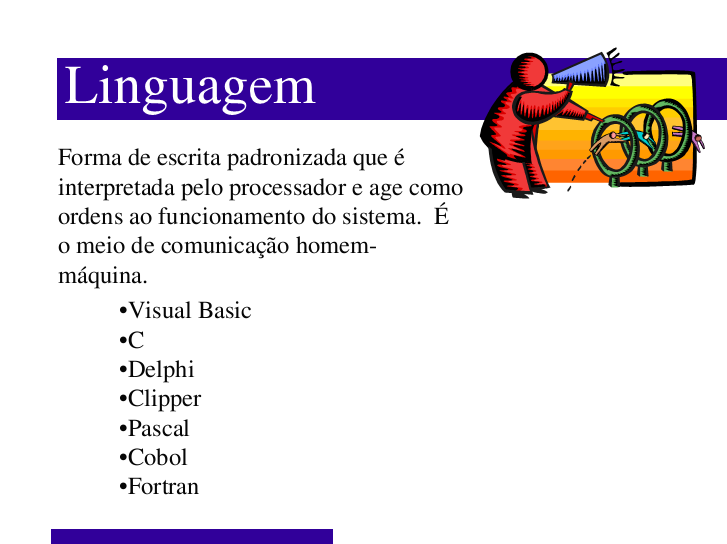 Linguagem
Forma de escrita padronizada que é
interpretada pelo processador e age como
ordens ao funcionamento do sistema.  É
o meio de comunicação homem-
máquina.
•Visual Basic
•C
•Delphi
•Clipper
•Pascal
•Cobol
•Fortran